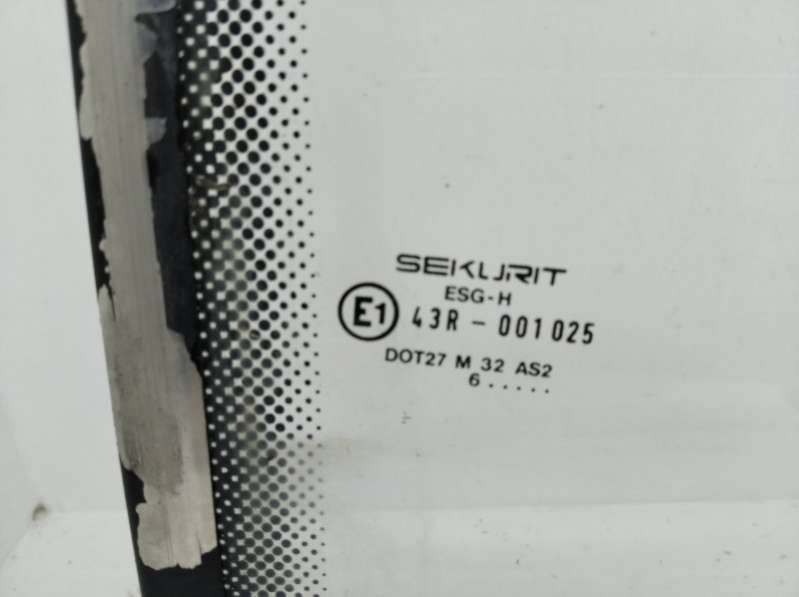 SEKURIT
ESG-H
E1 43R - 001025
DOT27 M 32 AS2
6 .....